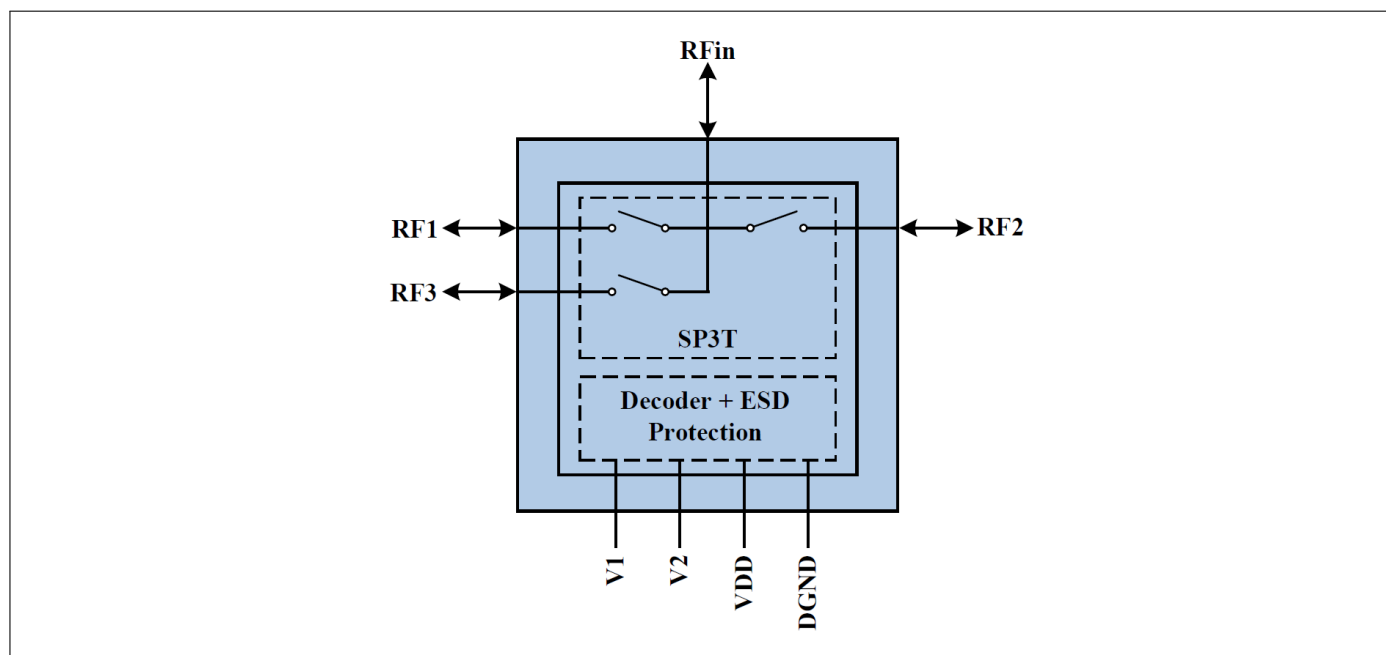 RFin
RF1
RF2
RF3
SP3T
Decoder + ESD
Protection
V1
V2
VDD
DGND